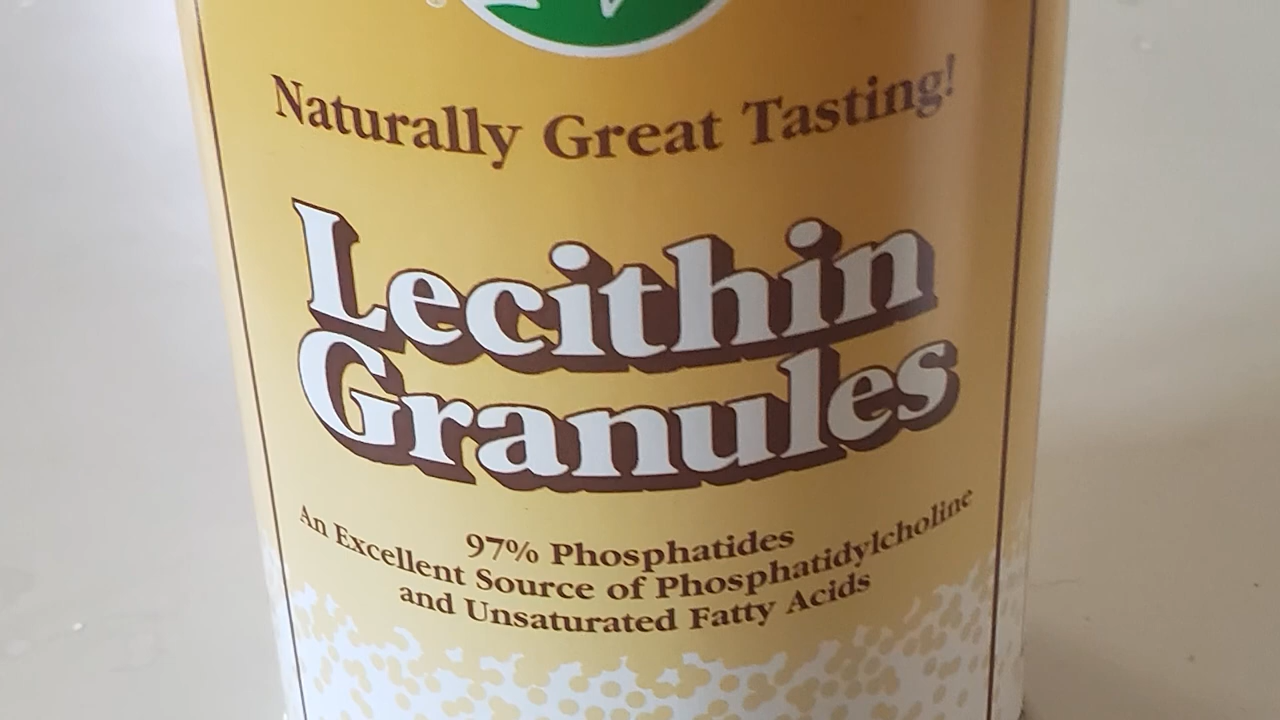 Naturally Great Tasting!
Lecithin
Granules
97% Phosphatides
An Excellent Source of Phosphatidylcholine
and Unsaturated Fatty Acids